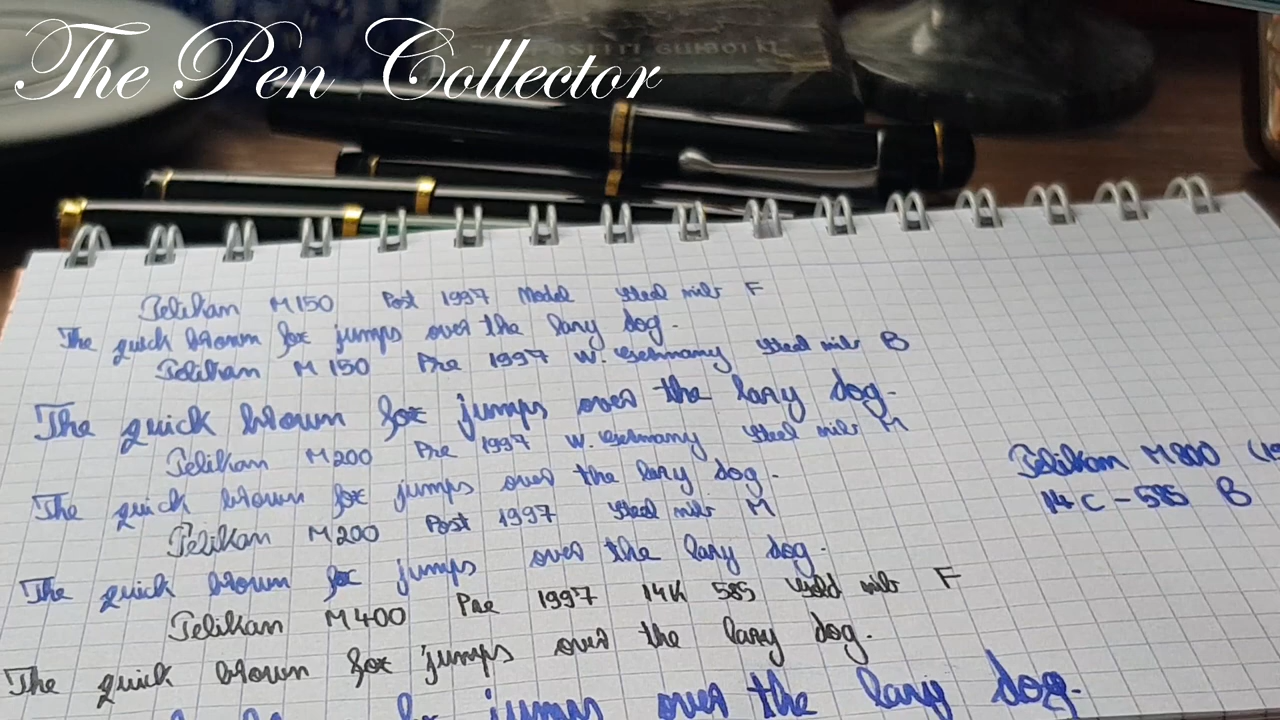 The Pen Collector
Pelikan M150 Post 1997 Model Steel nib F
The quick brown fox jumps over the lazy dog.
Pelikan M150 Pre 1997 W. Germany Steel nib B
The quick brown fox jumps over the lazy dog.
Pelikan M200 Pre 1997 W. Germany Steel nib M
The quick brown fox jumps over the lazy dog.
Pelikan M200 Post 1997 Steel nib M
The quick brown fox jumps over the lazy dog.
Pelikan M400 Pre 1997 14K 585 Gold nib F
The quick brown fox jumps over the lazy dog.
jumps over the lazy dog.
Pelikan M800 (19
14 C - 585 B